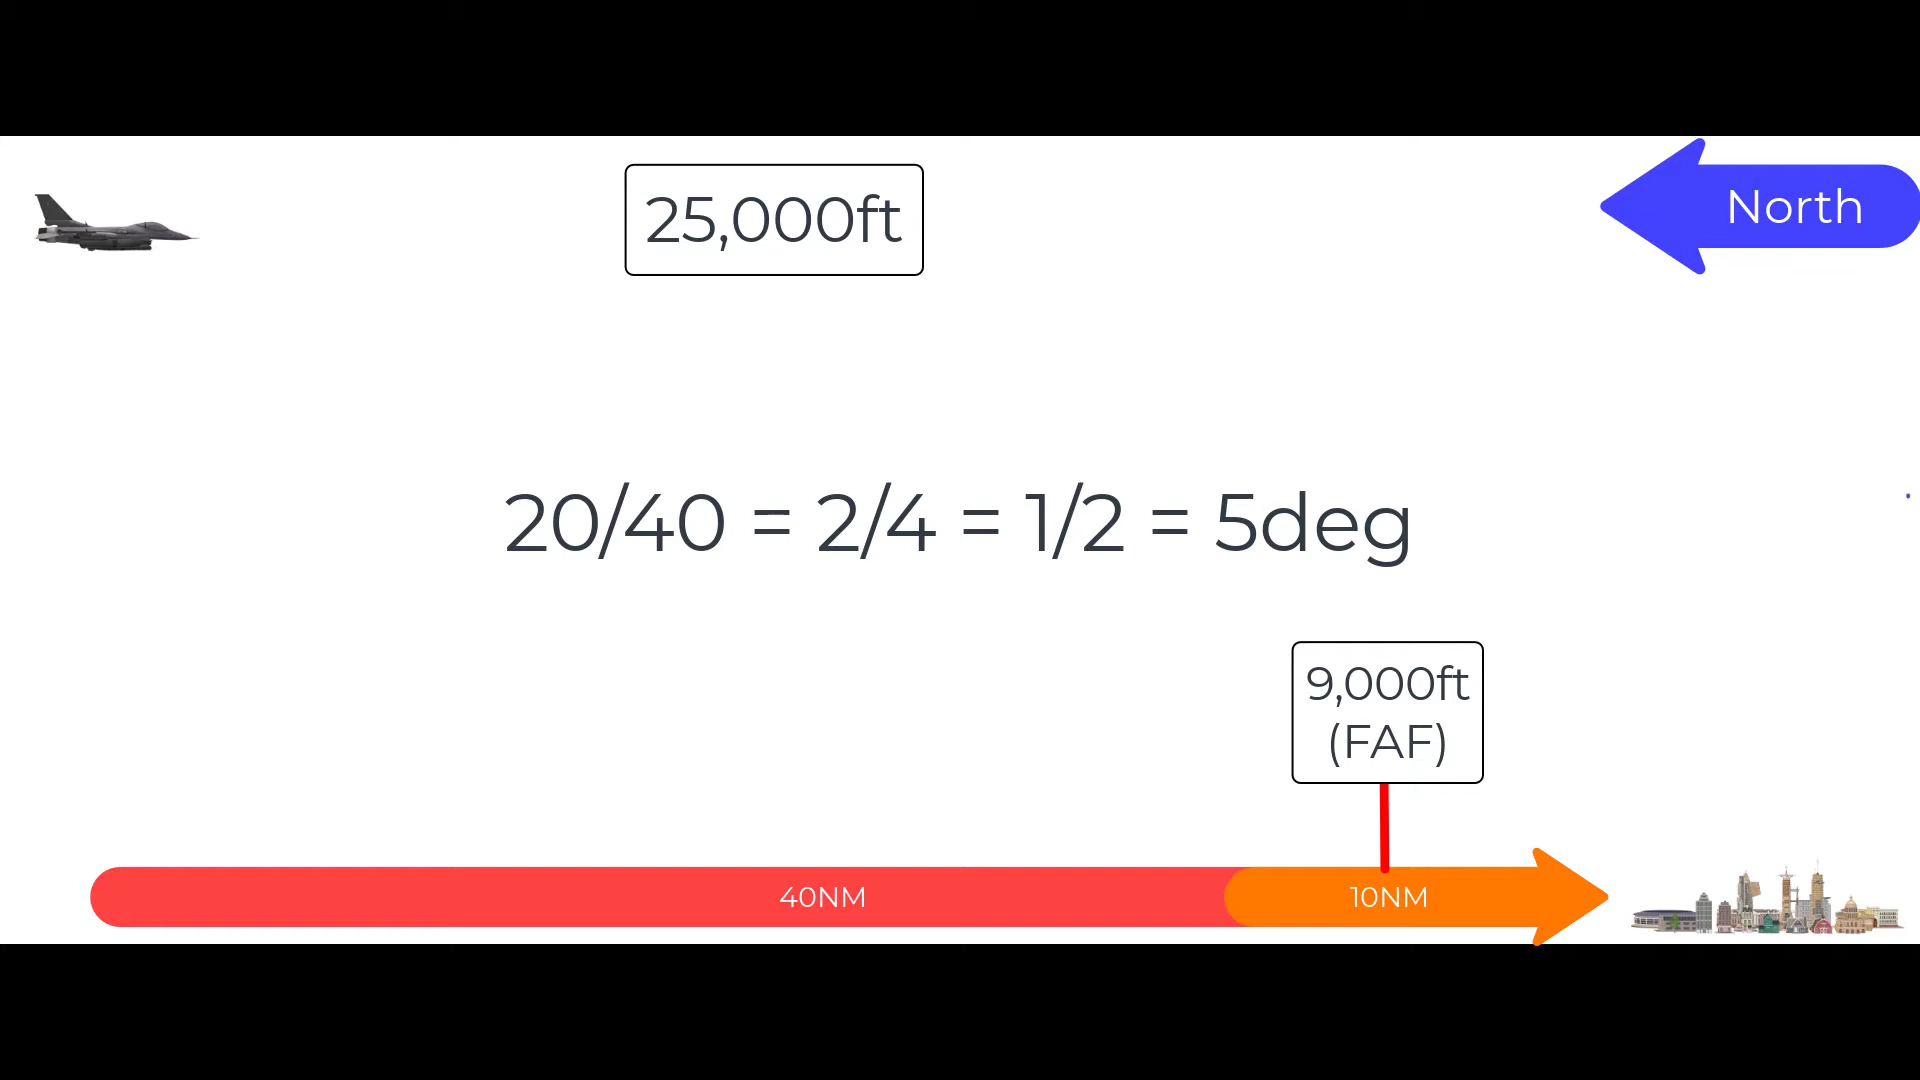 25,000ft
North
20/40 = 2/4 = 1/2 = 5deg
9,000ft
(FAF)
40NM
10NM